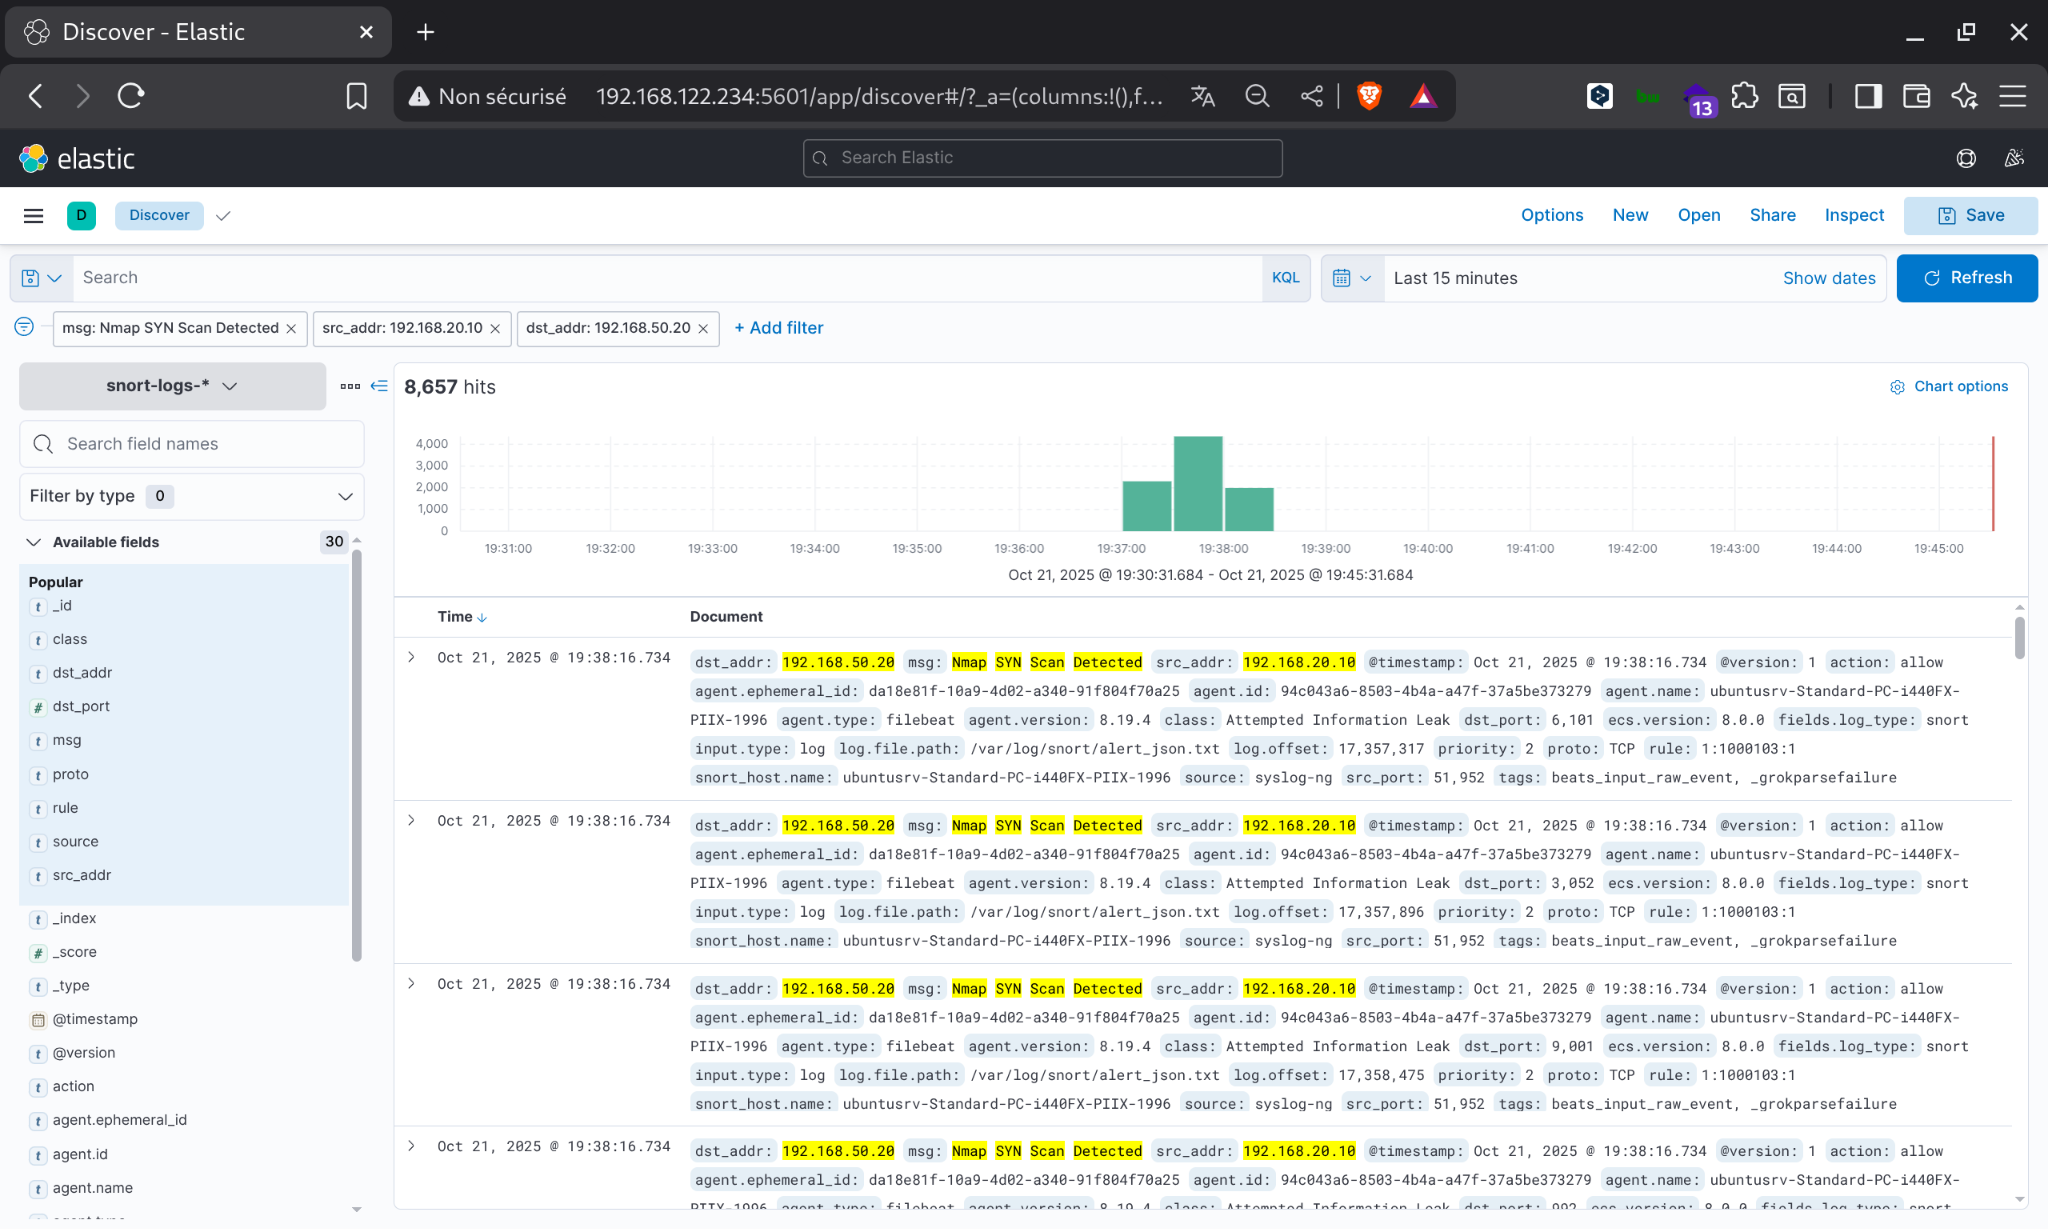 Discover - Elastic
Non sécurisé 192.168.122.234:5601/app/discover#/?_a=(columns:!(),f...
bw
13
elastic
Search Elastic
D Discover Options New Open Share Inspect Save
Search KQL Last 15 minutes Show dates Refresh
msg: Nmap SYN Scan Detected src_addr: 192.168.20.10 dst_addr: 192.168.50.20 + Add filter
snort-logs-*
Search field names
Filter by type 0
Available fields 30
Popular
t _id
t class
t dst_addr
# dst_port
t msg
t proto
t rule
t source
t src_addr
t _index
# _score
t _type
@timestamp
t @version
t action
t agent.ephemeral_id
t agent.id
t agent.name
8,657 hits Chart options
4,000
3,000
2,000
1,000
0
19:31:00 19:32:00 19:33:00 19:34:00 19:35:00 19:36:00 19:37:00 19:38:00 19:39:00 19:40:00 19:41:00 19:42:00 19:43:00 19:44:00 19:45:00
Oct 21, 2025 @ 19:30:31.684 - Oct 21, 2025 @ 19:45:31.684
Time Document
Oct 21, 2025 @ 19:38:16.734 dst_addr: 192.168.50.20 msg: Nmap SYN Scan Detected src_addr: 192.168.20.10 @timestamp: Oct 21, 2025 @ 19:38:16.734 @version: 1 action: allow
agent.ephemeral_id: da18e81f-10a9-4d02-a340-91f804f70a25 agent.id: 94c043a6-8503-4b4a-a47f-37a5be373279 agent.name: ubuntusrv-Standard-PC-i440FX-
PIIX-1996 agent.type: filebeat agent.version: 8.19.4 class: Attempted Information Leak dst_port: 6,101 ecs.version: 8.0.0 fields.log_type: snort
input.type: log log.file.path: /var/log/snort/alert_json.txt log.offset: 17,357,317 priority: 2 proto: TCP rule: 1:1000103:1
snort_host.name: ubuntusrv-Standard-PC-i440FX-PIIX-1996 source: syslog-ng src_port: 51,952 tags: beats_input_raw_event, _grokparsefailure
Oct 21, 2025 @ 19:38:16.734 dst_addr: 192.168.50.20 msg: Nmap SYN Scan Detected src_addr: 192.168.20.10 @timestamp: Oct 21, 2025 @ 19:38:16.734 @version: 1 action: allow
agent.ephemeral_id: da18e81f-10a9-4d02-a340-91f804f70a25 agent.id: 94c043a6-8503-4b4a-a47f-37a5be373279 agent.name: ubuntusrv-Standard-PC-i440FX-
PIIX-1996 agent.type: filebeat agent.version: 8.19.4 class: Attempted Information Leak dst_port: 3,052 ecs.version: 8.0.0 fields.log_type: snort
input.type: log log.file.path: /var/log/snort/alert_json.txt log.offset: 17,357,896 priority: 2 proto: TCP rule: 1:1000103:1
snort_host.name: ubuntusrv-Standard-PC-i440FX-PIIX-1996 source: syslog-ng src_port: 51,952 tags: beats_input_raw_event, _grokparsefailure
Oct 21, 2025 @ 19:38:16.734 dst_addr: 192.168.50.20 msg: Nmap SYN Scan Detected src_addr: 192.168.20.10 @timestamp: Oct 21, 2025 @ 19:38:16.734 @version: 1 action: allow
agent.ephemeral_id: da18e81f-10a9-4d02-a340-91f804f70a25 agent.id: 94c043a6-8503-4b4a-a47f-37a5be373279 agent.name: ubuntusrv-Standard-PC-i440FX-
PIIX-1996 agent.type: filebeat agent.version: 8.19.4 class: Attempted Information Leak dst_port: 9,001 ecs.version: 8.0.0 fields.log_type: snort
input.type: log log.file.path: /var/log/snort/alert_json.txt log.offset: 17,358,475 priority: 2 proto: TCP rule: 1:1000103:1
snort_host.name: ubuntusrv-Standard-PC-i440FX-PIIX-1996 source: syslog-ng src_port: 51,952 tags: beats_input_raw_event, _grokparsefailure
Oct 21, 2025 @ 19:38:16.734 dst_addr: 192.168.50.20 msg: Nmap SYN Scan Detected src_addr: 192.168.20.10 @timestamp: Oct 21, 2025 @ 19:38:16.734 @version: 1 action: allow
agent.ephemeral_id: da18e81f-10a9-4d02-a340-91f804f70a25 agent.id: 94c043a6-8503-4b4a-a47f-37a5be373279 agent.name: ubuntusrv-Standard-PC-i440FX-